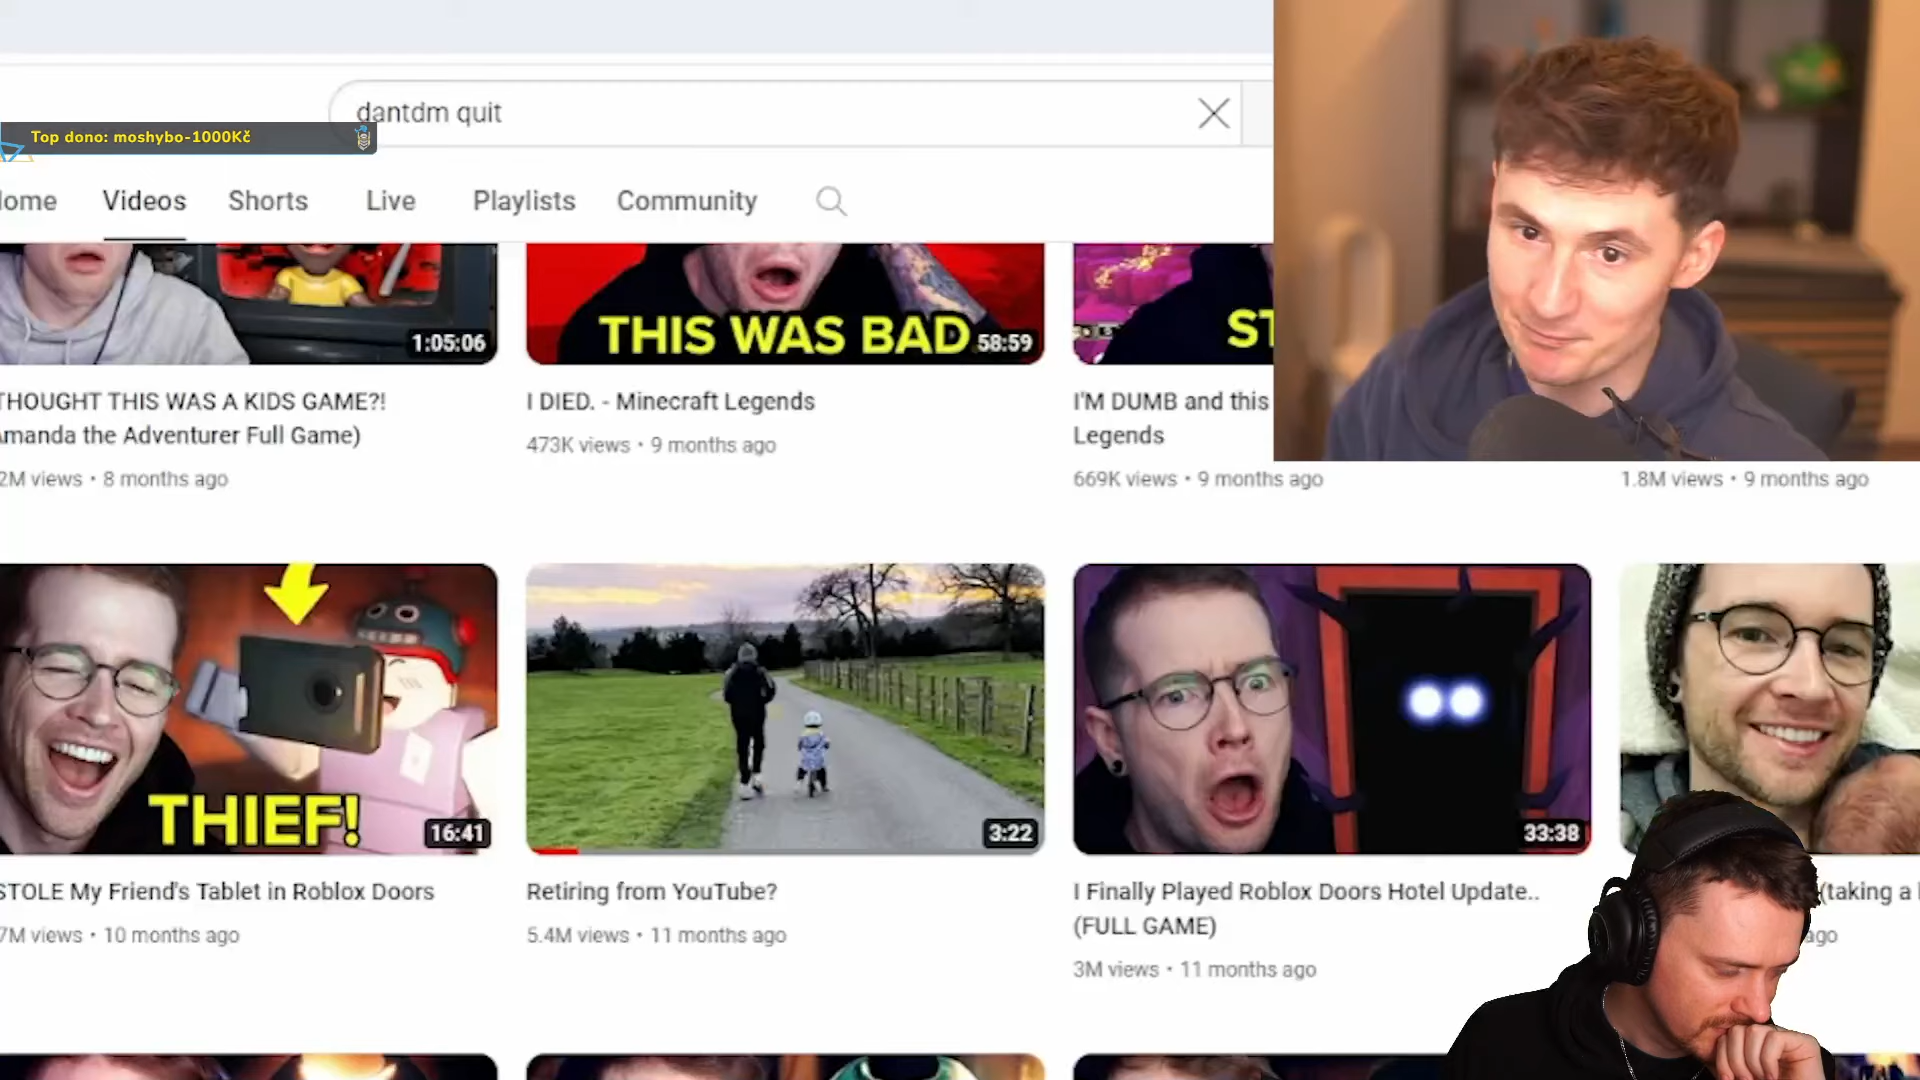 dantdm quit
Top dono: moshybo-1000Kč
Videos
Shorts
Live
Playlists
Community
1:05:06
THIS WAS BAD
58:59
THOUGHT THIS WAS A KIDS GAME?!
Amanda the Adventurer Full Game)
2M views • 8 months ago
I DIED. - Minecraft Legends
473K views • 9 months ago
I'M DUMB and this
Legends
669K views • 9 months ago
1.8M views • 9 months ago
THIEF!
16:41
3:22
33:38
STOLE My Friend's Tablet in Roblox Doors
7M views • 10 months ago
Retiring from YouTube?
5.4M views • 11 months ago
I Finally Played Roblox Doors Hotel Update..
(FULL GAME)
3M views • 11 months ago
(taking a
ago